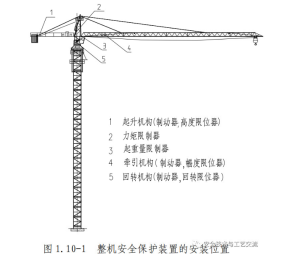 1
2
3
4
5
1 起升机构(制动器,高度限位器)
2 力矩限制器
3 起重量限制器
4 牵引机构(制动器,幅度限位器)
5 回转机构(制动器,回转限位器)
图 1.10-1 整机安全保护装置的安装位置